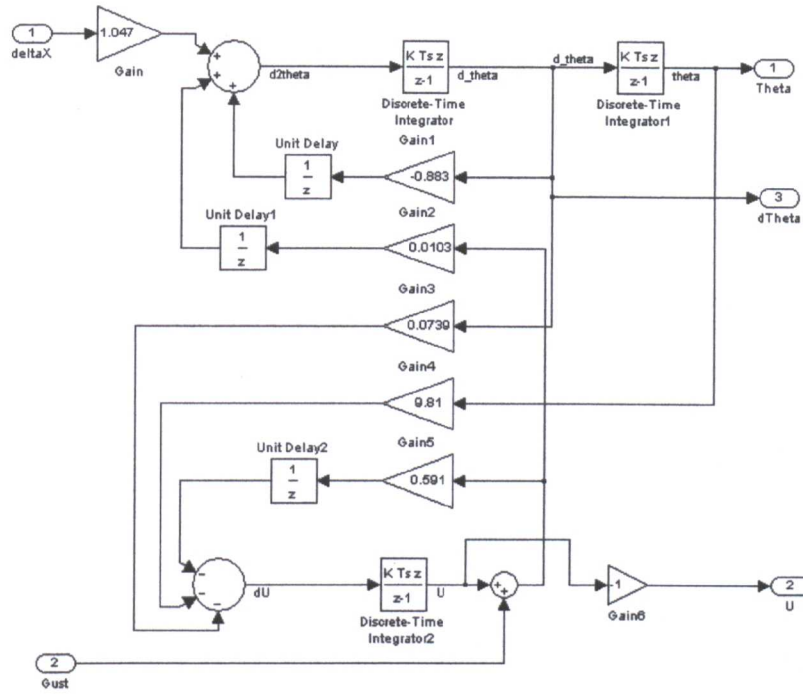 1
deltaX
1.047
Gain
+
+
+
d2theta
K Ts z
z-1
Discrete-Time
Integrator
d_theta
d_theta
K Ts z
z-1
Discrete-Time
Integrator1
theta
1
Theta
Unit Delay
1
z
Gain1
-0.883
3
dTheta
Unit Delay1
1
z
Gain2
0.0103
Gain3
0.0739
Gain4
9.81
Unit Delay2
1
z
Gain5
0.591
-
-
-
dU
K Ts z
z-1
Discrete-Time
Integrator2
U
+
+
-1
Gain6
2
U
2
Gust